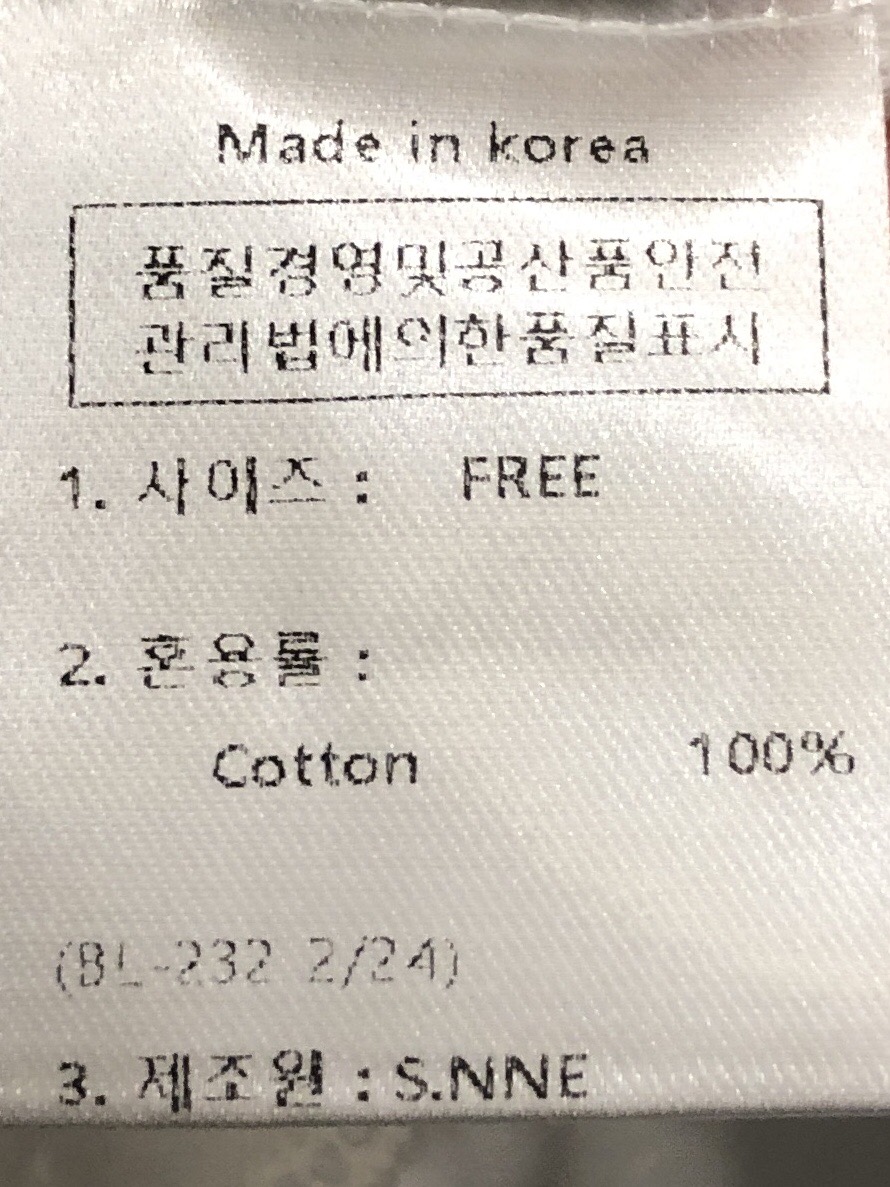 Made in korea
품질경영및공산품안전
관리법에의한품질표시
1. 사이즈 : FREE
2. 혼용률 :
Cotton 100%
(BL-232 2/24)
3. 제조원 : S.NNE